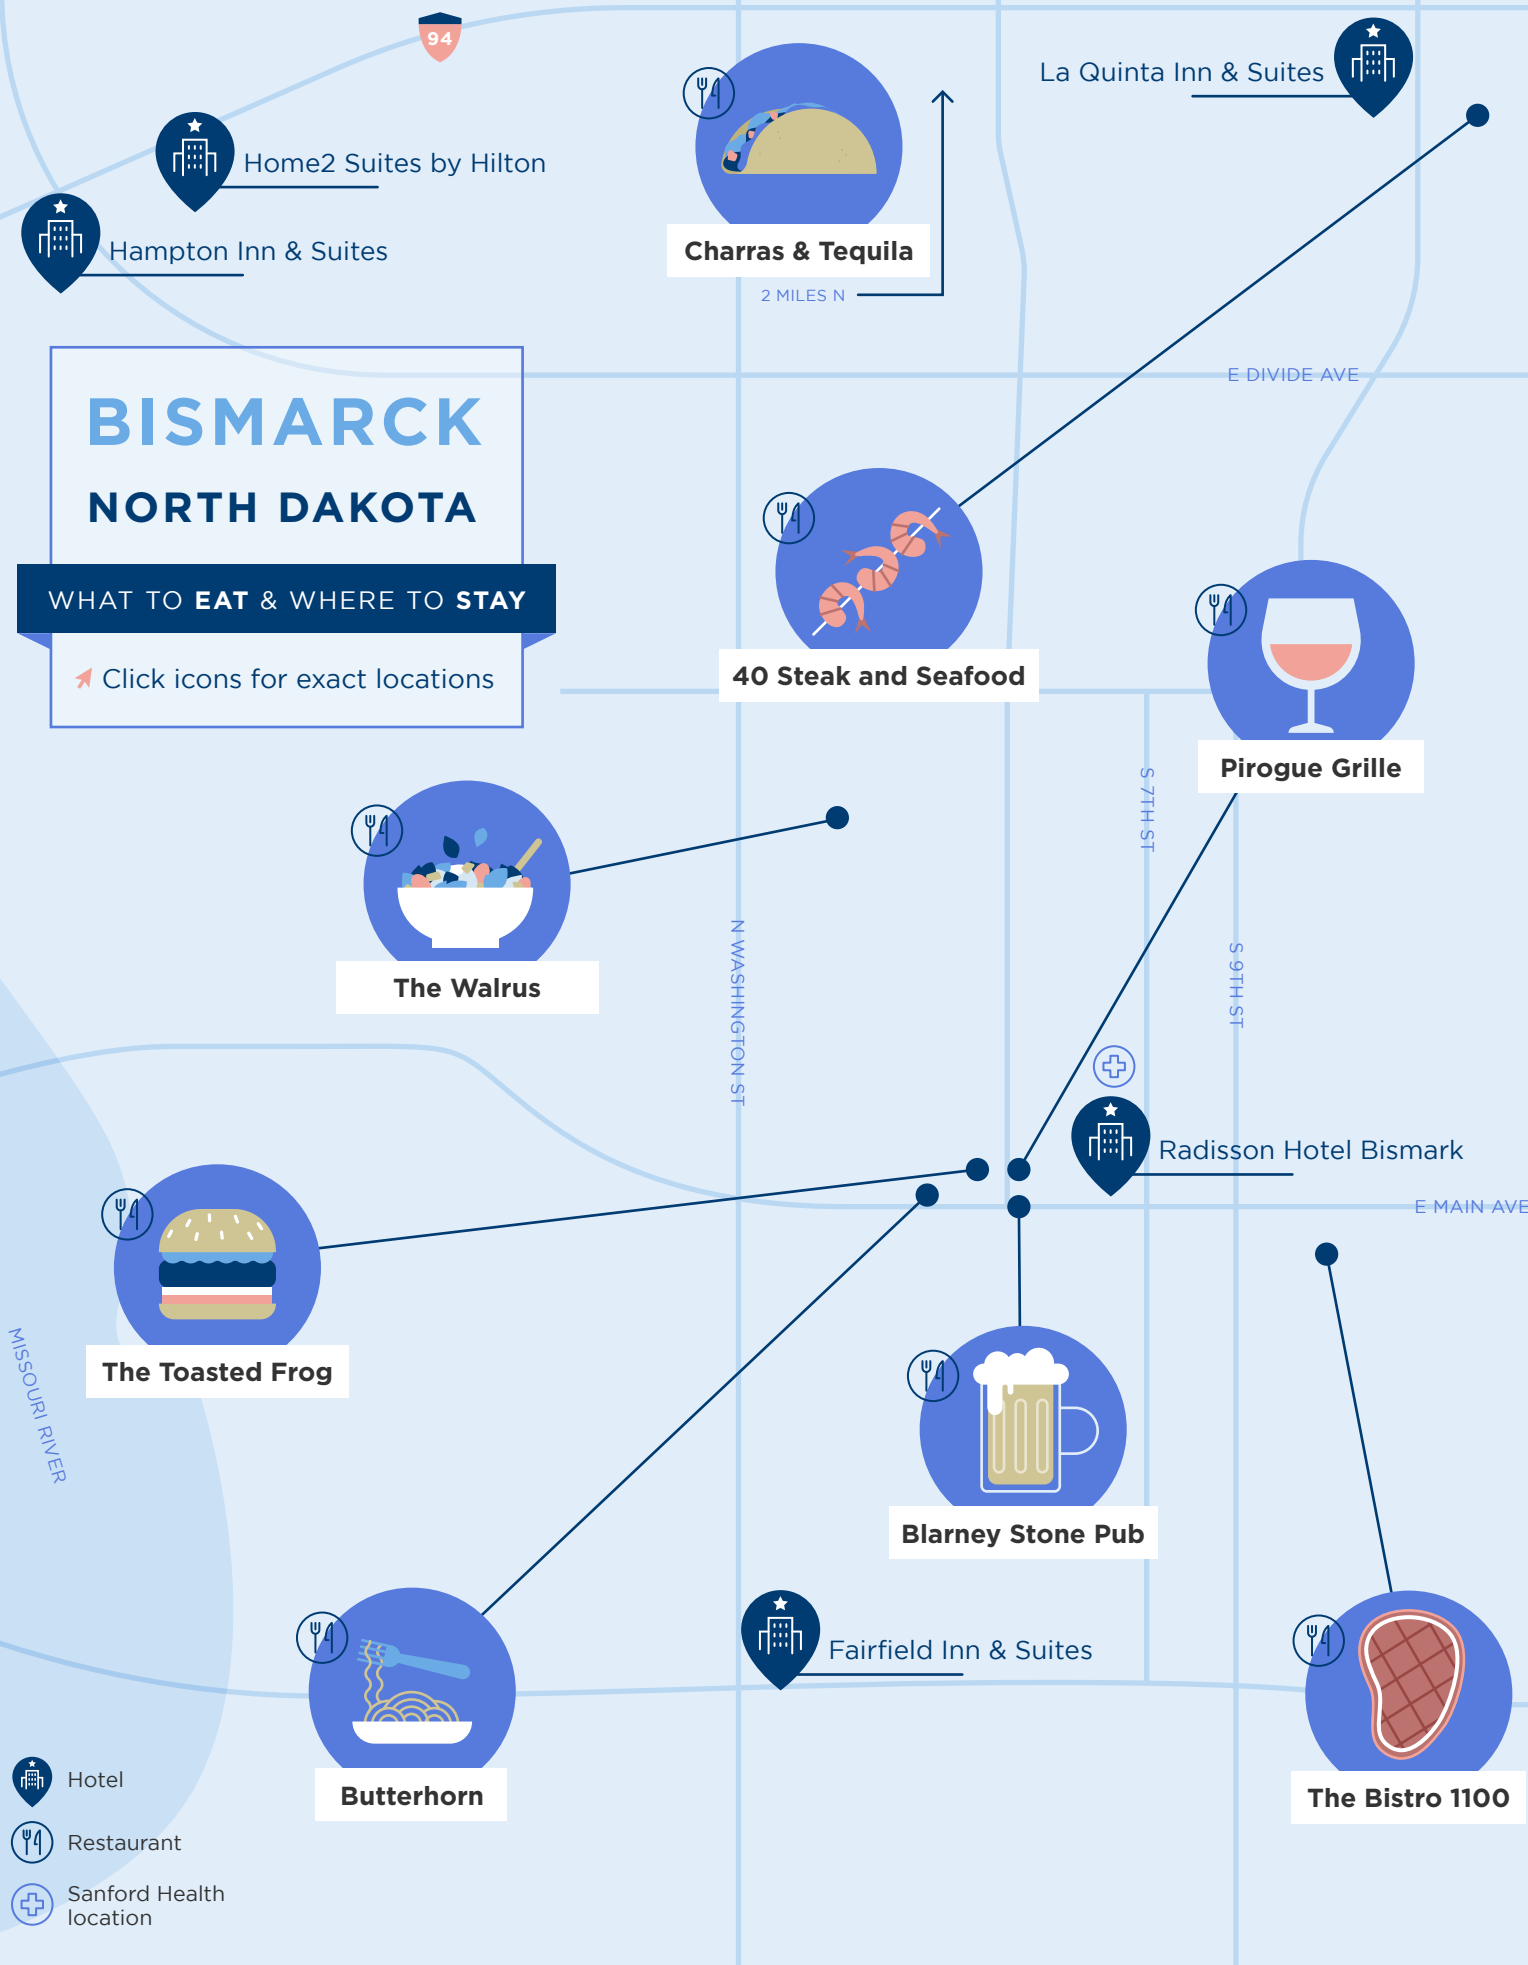 94
La Quinta Inn & Suites
Home2 Suites by Hilton
Hampton Inn & Suites
Charras & Tequila
2 MILES N
E DIVIDE AVE
BISMARCK
NORTH DAKOTA
WHAT TO EAT & WHERE TO STAY
Click icons for exact locations
40 Steak and Seafood
Pirogue Grille
S 7TH ST
The Walrus
N WASHINGTON ST
S 9TH ST
Radisson Hotel Bismark
E MAIN AVE
The Toasted Frog
MISSOURI RIVER
Blarney Stone Pub
Fairfield Inn & Suites
Butterhorn
The Bistro 1100
Hotel
Restaurant
Sanford Health
location